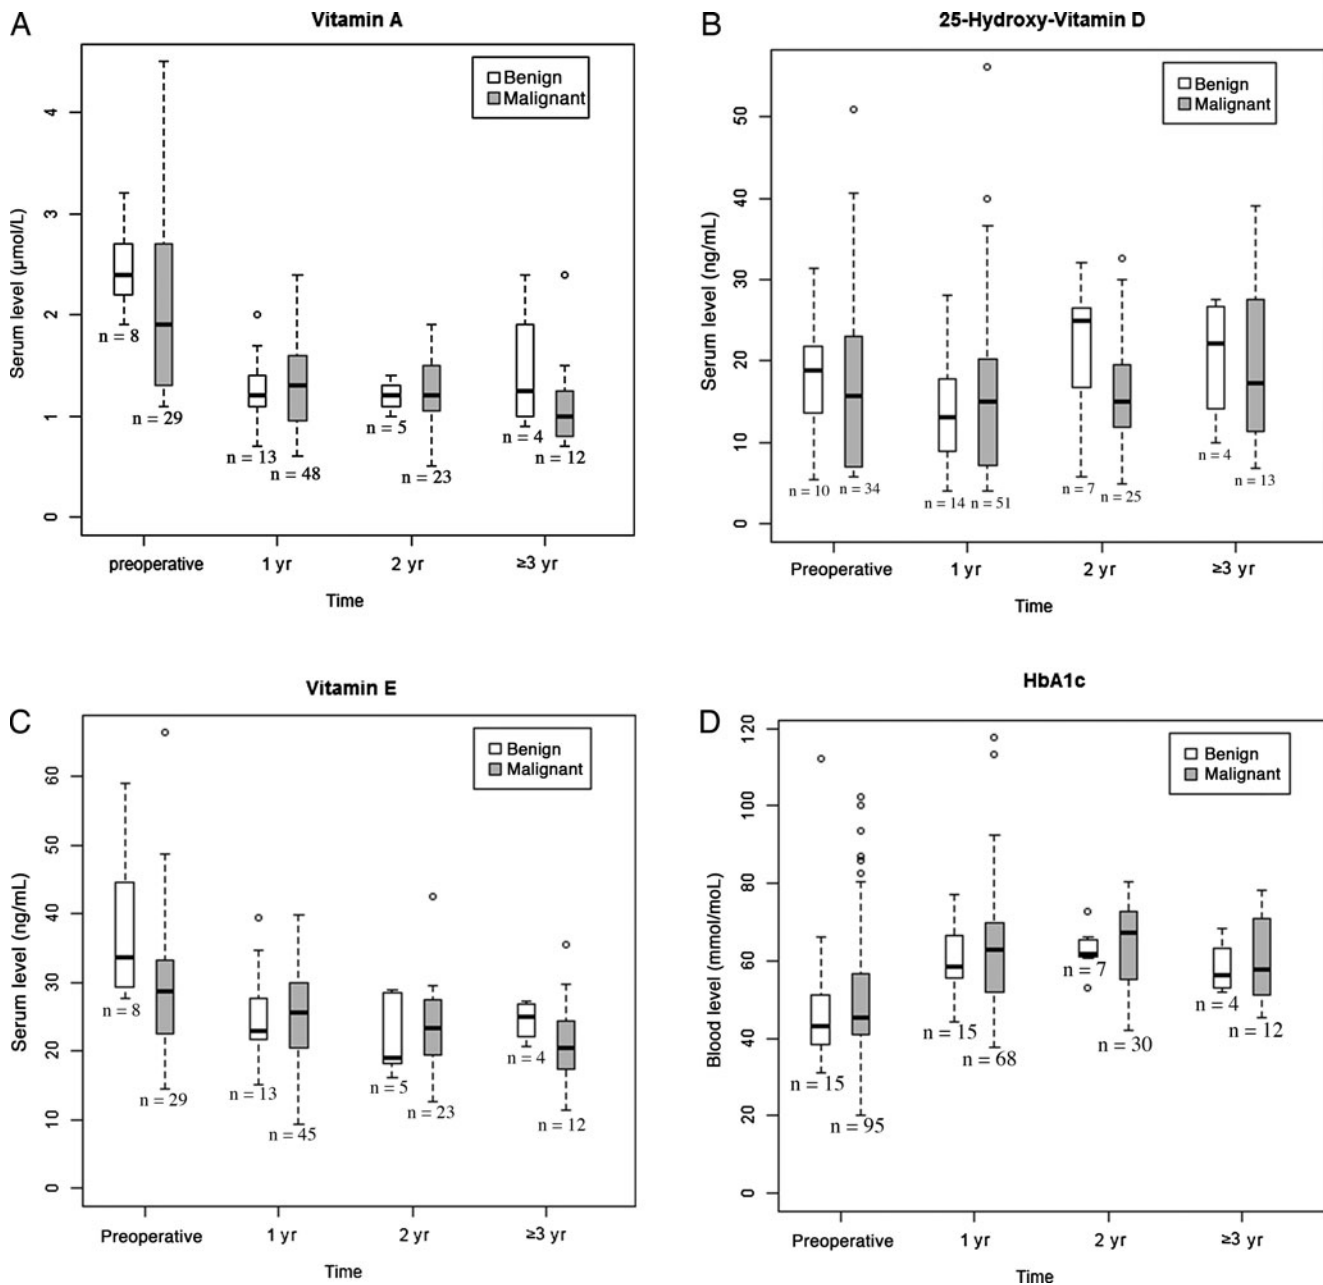 A
Vitamin A
Serum level (µmol/L)
4
3
2
1
0
Benign
Malignant
n = 8
n = 29
n = 13
n = 48
n = 5
n = 23
n = 4
n = 12
preoperative
1 yr
2 yr
≥3 yr
Time
B
25-Hydroxy-Vitamin D
Serum level (ng/mL)
50
40
30
20
10
0
Benign
Malignant
n = 10
n = 34
n = 14
n = 51
n = 7
n = 25
n = 4
n = 13
Preoperative
1 yr
2 yr
≥3 yr
Time
C
Vitamin E
Serum level (ng/mL)
60
50
40
30
20
10
0
Benign
Malignant
n = 8
n = 29
n = 13
n = 45
n = 5
n = 23
n = 4
n = 12
Preoperative
1 yr
2 yr
≥3 yr
Time
D
HbA1c
Blood level (mmol/moL)
120
100
80
60
40
20
0
Benign
Malignant
n = 15
n = 95
n = 15
n = 68
n = 7
n = 30
n = 4
n = 12
Preoperative
1 yr
2 yr
≥3 yr
Time